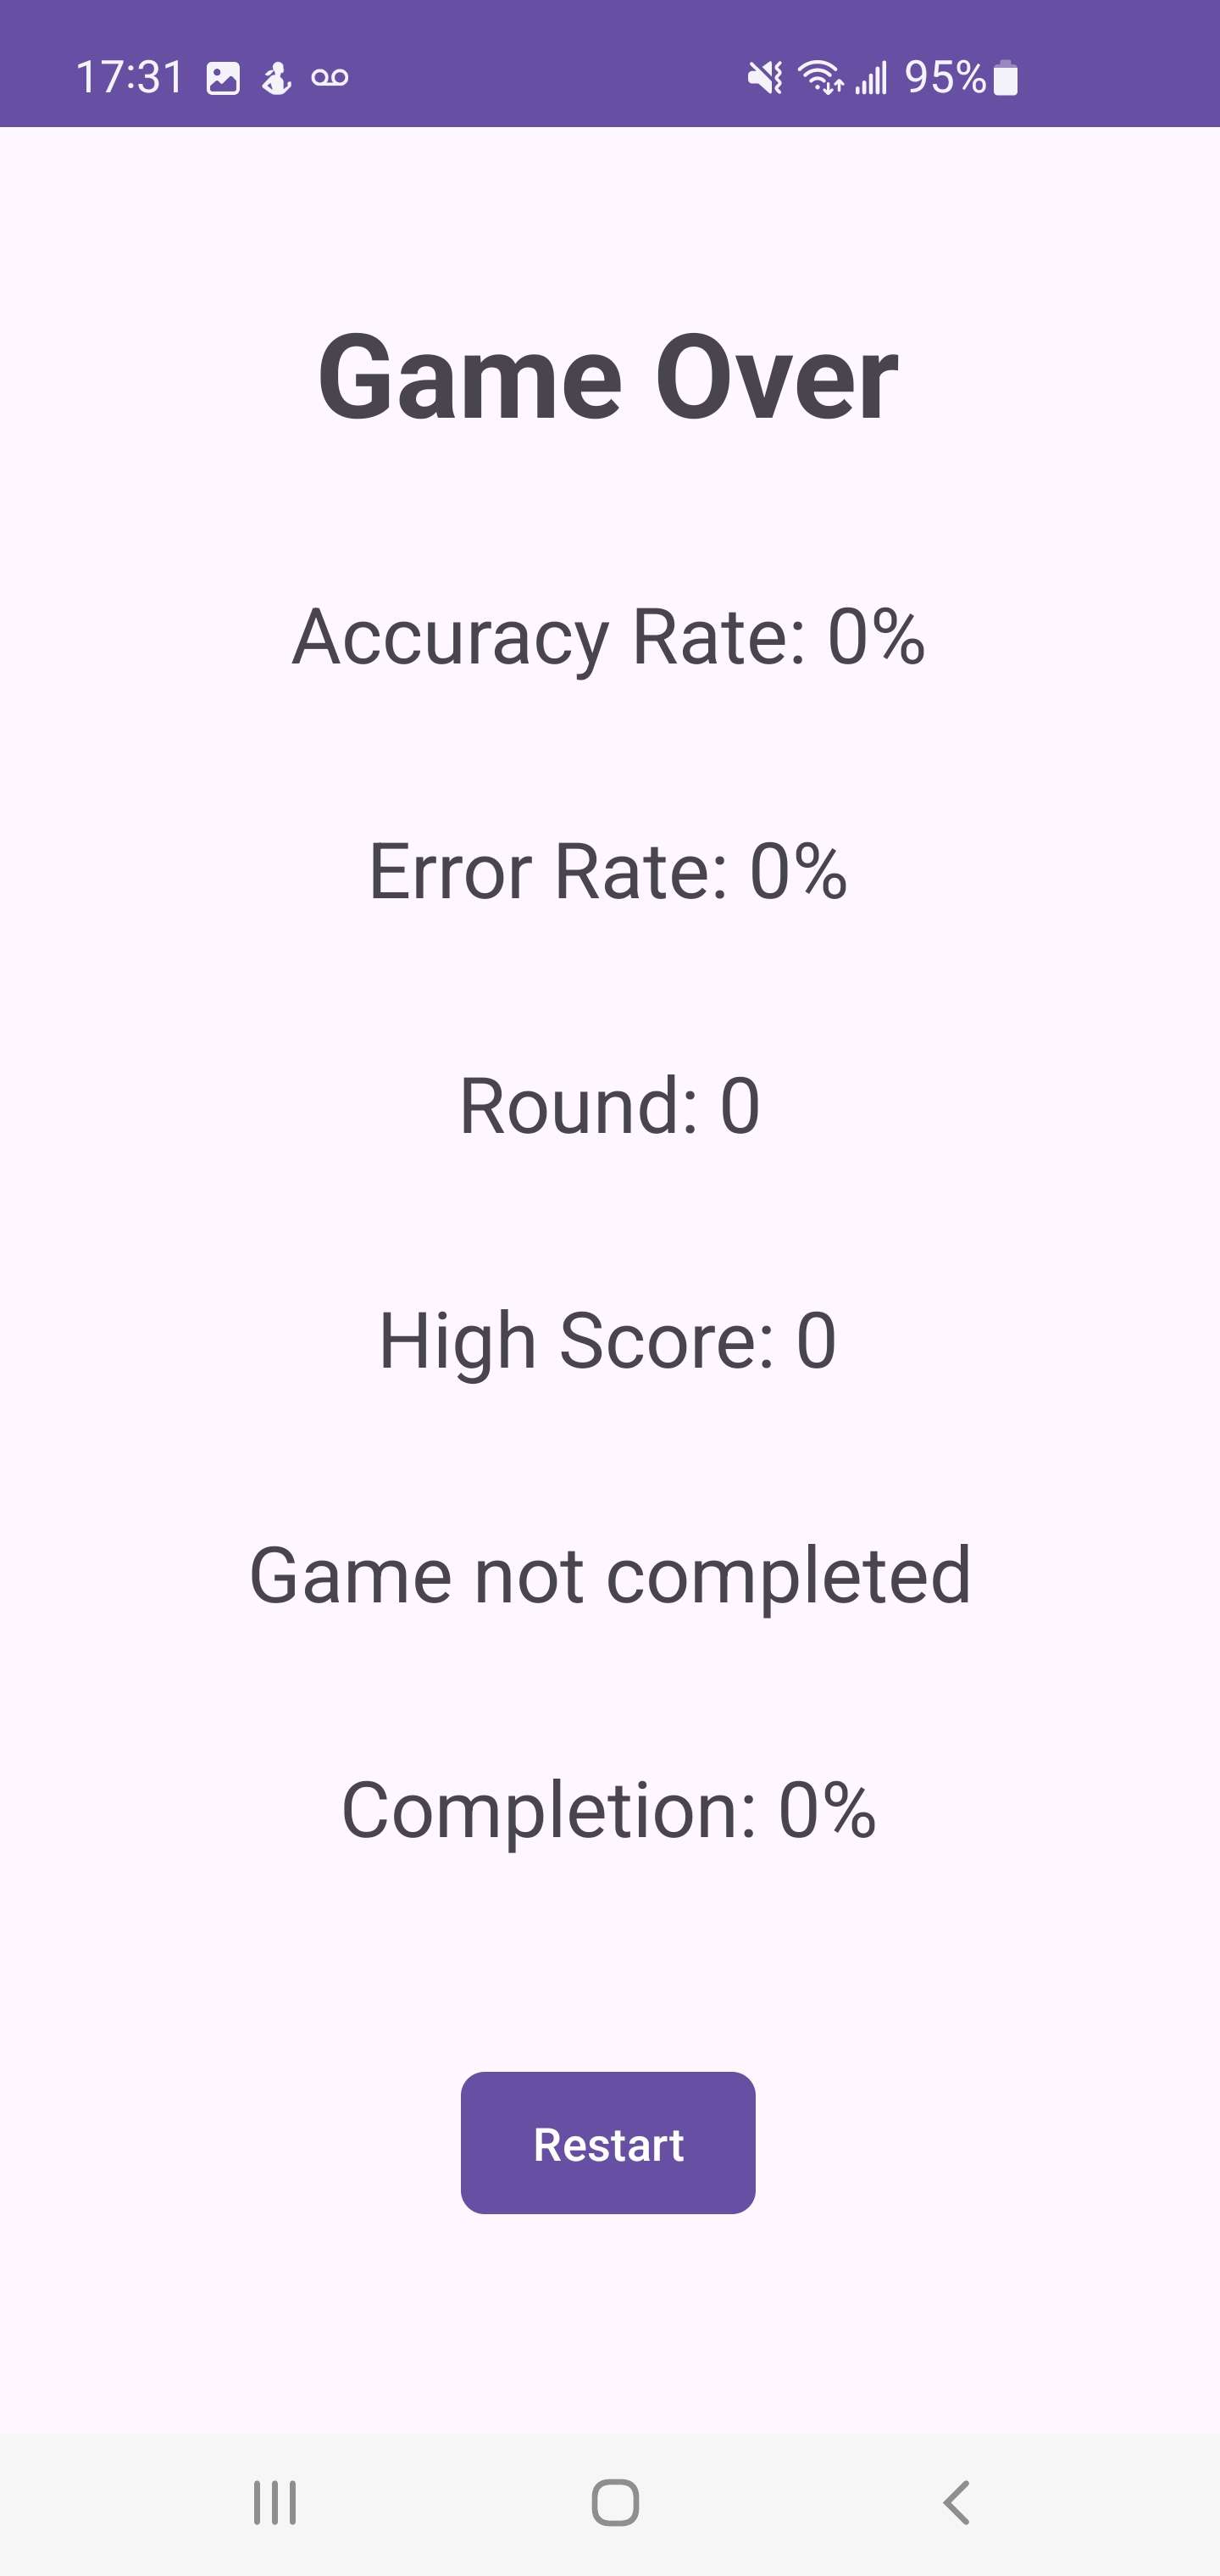 17:31 95%
Game Over
Accuracy Rate: 0%
Error Rate: 0%
Round: 0
High Score: 0
Game not completed
Completion: 0%
Restart